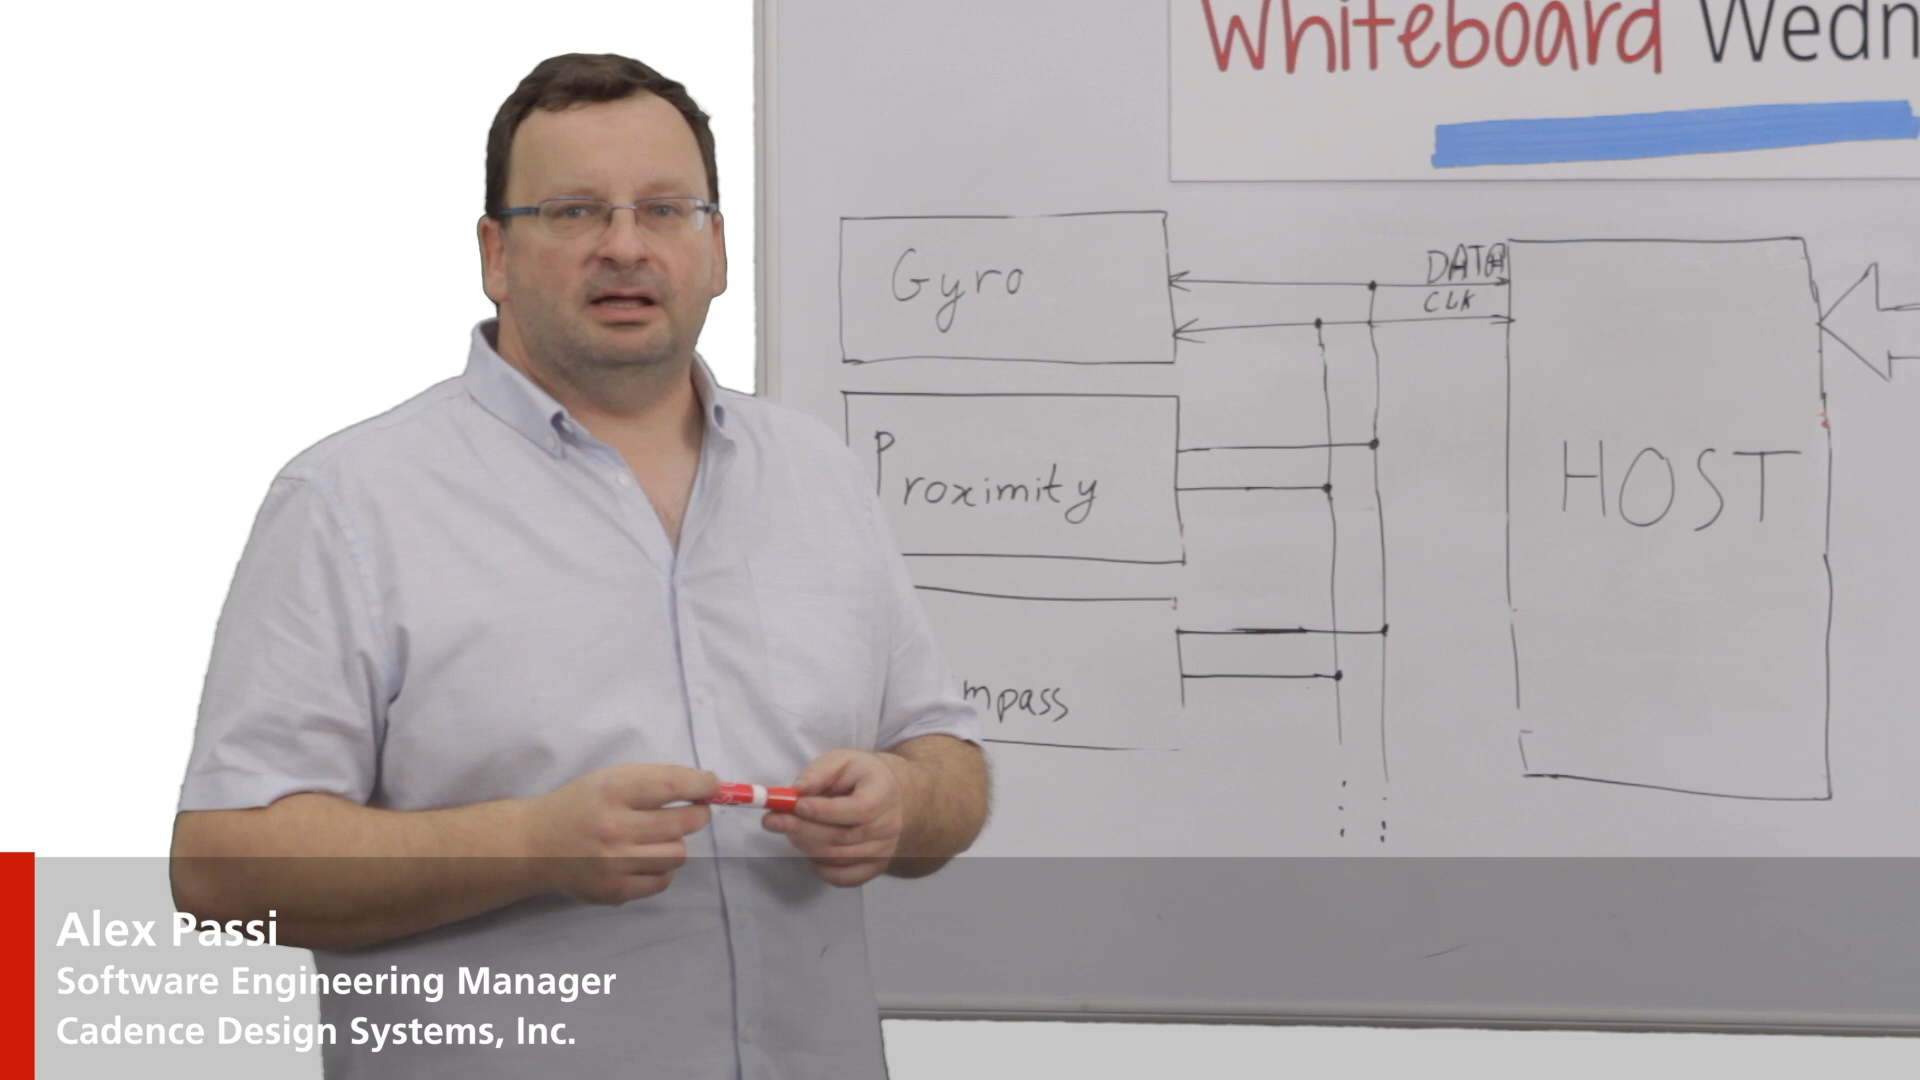 Whiteboard Wedn
Gyro
DATA
CLK
Proximity
HOST
mpass
Alex Passi
Software Engineering Manager
Cadence Design Systems, Inc.